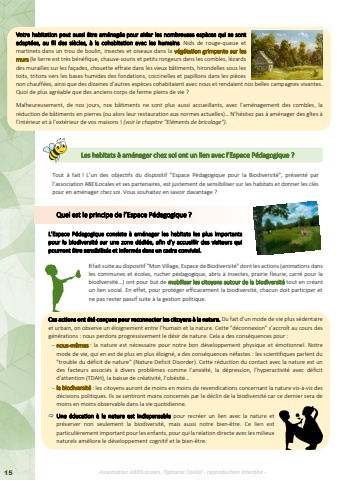 Votre habitation peut aussi être aménagée pour aider les nombreuses espèces qui se sont
adaptées, au fil des siècles, à la cohabitation avec les humains. Nids de rouge-queue et
martinets dans un trou de boulin, insectes et oiseaux dans la végétation grimpante sur les
murs (le lierre est très bénéfique, chauve-souris et petits rongeurs dans les combles, lézards
des murailles sur les façades, chouette effraie dans les vieux bâtiments, hirondelles sous les
toits, tritons vers les bases humides des fondations, coccinelles et papillons dans les pièces
non chauffées, ainsi que des dizaines d'autres espèces cohabitaient avec nous et rendaient nos belles campagnes vivantes.
Quoi de plus agréable que des anciens corps de ferme pleins de vie ?
Malheureusement, de nos jours, nos bâtiments ne sont plus aussi accueillants, avec l'aménagement des combles, la
réduction de bâtiments en pierres (ou alors leur restauration aux normes actuelles)... N'hésitez pas à aménager des gîtes à
l'intérieur et à l'extérieur de vos maisons ! (voir le chapitre "Eléments de bricolage").
Les habitats à aménager chez soi ont un lien avec l'Espace Pédagogique ?
Tout à fait ! L'un des objectifs du dispositif "Espace Pédagogique pour la Biodiversité", présenté par
l'association ABEILocales et ses partenaires, est justement de sensibiliser sur les habitats et donner les clés
pour en aménager chez soi. Vous souhaitez en savoir davantage ?
Quel est le principe de l'Espace Pédagogique ?
L'Espace Pédagogique consiste à aménager les habitats les plus importants
pour la biodiversité sur une zone dédiée, afin d'y accueillir des visiteurs qui
pourront être sensibilisés et informés dans un cadre convivial.
Il fait suite au dispositif "Mon Village, Espace de Biodiversité" dont les actions (animations dans
les communes et écoles, rucher pédagogique, abris à insectes, prairie fleurie, carré pour la
biodiversité...) ont pour but de mobiliser les citoyens autour de la biodiversité tout en créant
un lien social. En effet, pour protéger efficacement la biodiversité, chacun doit participer et
ne pas rester passif suite à la gestion politique.
Ces actions ont été conçues pour reconnecter les citoyens à la nature. Du fait d'un mode de vie plus sédentaire
et urbain, on observe un éloignement entre l'humain et la nature. Cette "déconnexion" s'accroît au cours des
générations : nous perdons progressivement le désir de nature. Cela a des conséquences pour :
- nous-mêmes : la nature est nécessaire pour notre bon développement physique et émotionnel. Notre
mode de vie, qui en est de plus en plus éloigné, a des conséquences néfastes : les scientifiques parlent du
"trouble du déficit de nature" (Nature Deficit Disorder). Cette réduction du contact avec la nature est un
des facteurs associés à divers problèmes comme l'anxiété, la dépression, l'hyperactivité avec déficit
d'attention (TDAH), la baisse de créativité, l'obésité...
- la biodiversité : les citoyens auront de moins en moins de revendications concernant la nature vis-à-vis des
décisions politiques. Ils se sentiront moins concernés par le déclin de la biodiversité car ce dernier sera de
moins en moins observable dans la vie quotidienne.
⇨ Une éducation à la nature est indispensable pour recréer un lien avec la nature et
préserver non seulement la biodiversité, mais aussi notre bien-être. Ce lien est
particulièrement important pour les enfants, pour qui la relation directe avec les milieux
naturels améliore le développement cognitif et le bien-être.
15
Association ABEILocales, Tiphanie Gaillot - reproduction interdite -